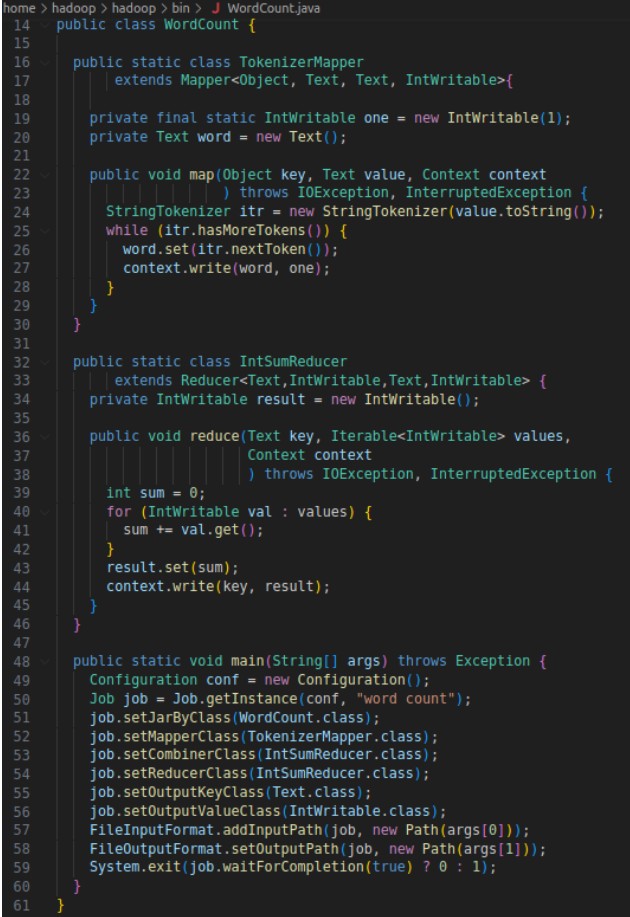 home > hadoop > hadoop > bin > J WordCount.java
14 public class WordCount {
15
16   public static class TokenizerMapper
17        extends Mapper<Object, Text, Text, IntWritable>{
18
19     private final static IntWritable one = new IntWritable(1);
20     private Text word = new Text();
21
22     public void map(Object key, Text value, Context context
23                     ) throws IOException, InterruptedException {
24       StringTokenizer itr = new StringTokenizer(value.toString());
25       while (itr.hasMoreTokens()) {
26         word.set(itr.nextToken());
27         context.write(word, one);
28       }
29     }
30   }
31
32   public static class IntSumReducer
33        extends Reducer<Text,IntWritable,Text,IntWritable> {
34     private IntWritable result = new IntWritable();
35
36     public void reduce(Text key, Iterable<IntWritable> values,
37                        Context context
38                        ) throws IOException, InterruptedException {
39       int sum = 0;
40       for (IntWritable val : values) {
41         sum += val.get();
42       }
43       result.set(sum);
44       context.write(key, result);
45     }
46   }
47
48   public static void main(String[] args) throws Exception {
49     Configuration conf = new Configuration();
50     Job job = Job.getInstance(conf, "word count");
51     job.setJarByClass(WordCount.class);
52     job.setMapperClass(TokenizerMapper.class);
53     job.setCombinerClass(IntSumReducer.class);
54     job.setReducerClass(IntSumReducer.class);
55     job.setOutputKeyClass(Text.class);
56     job.setOutputValueClass(IntWritable.class);
57     FileInputFormat.addInputPath(job, new Path(args[0]));
58     FileOutputFormat.setOutputPath(job, new Path(args[1]));
59     System.exit(job.waitForCompletion(true) ? 0 : 1);
60   }
61 }